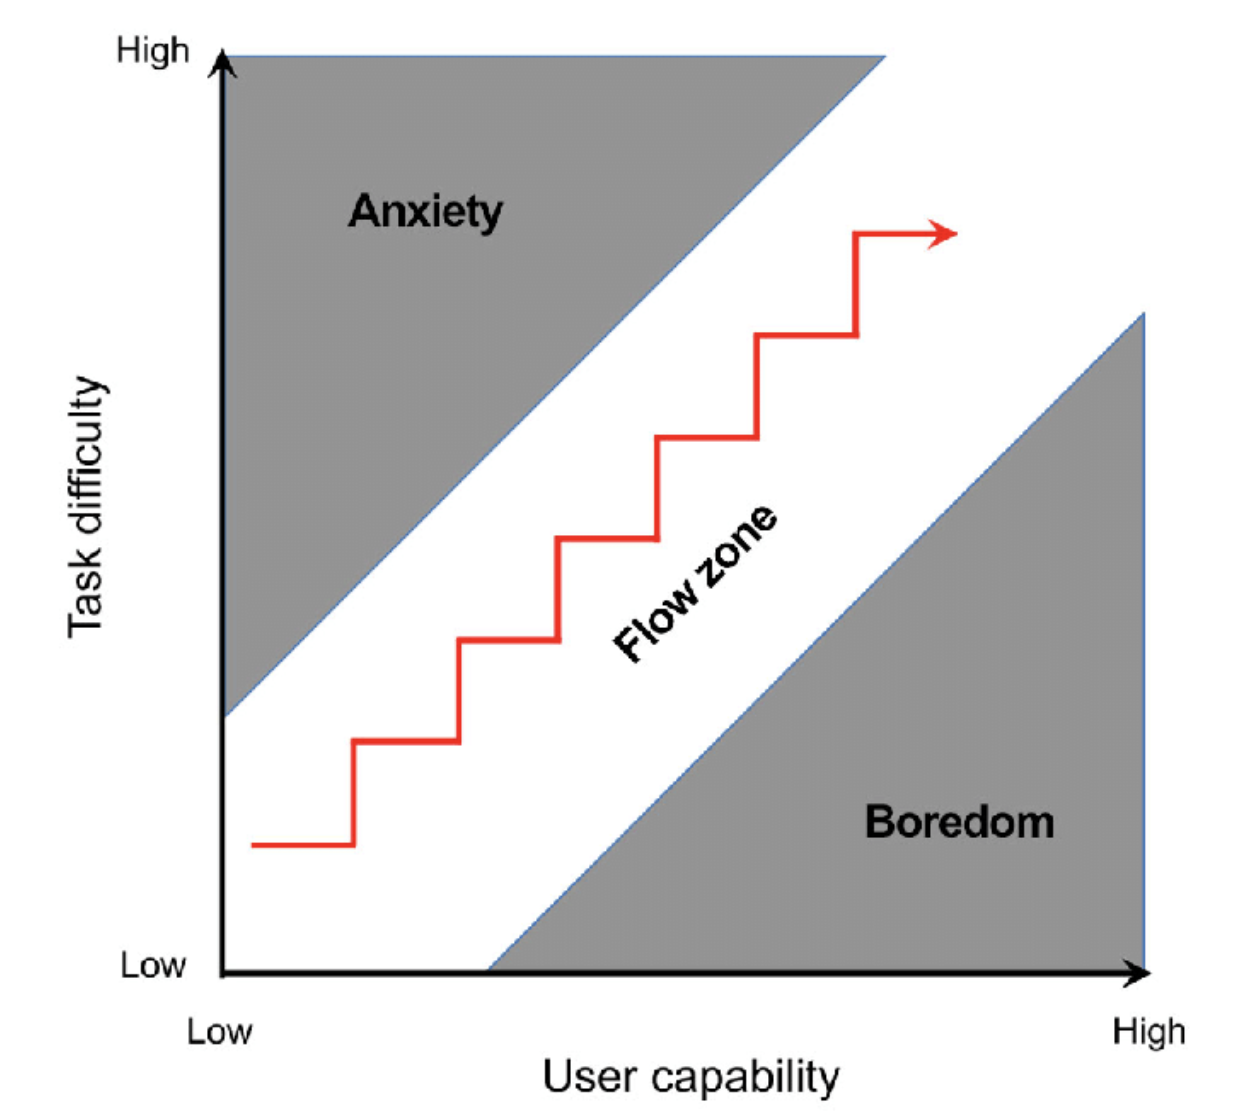 High
Anxiety
Task difficulty
Flow zone
Boredom
Low
Low
High
User capability